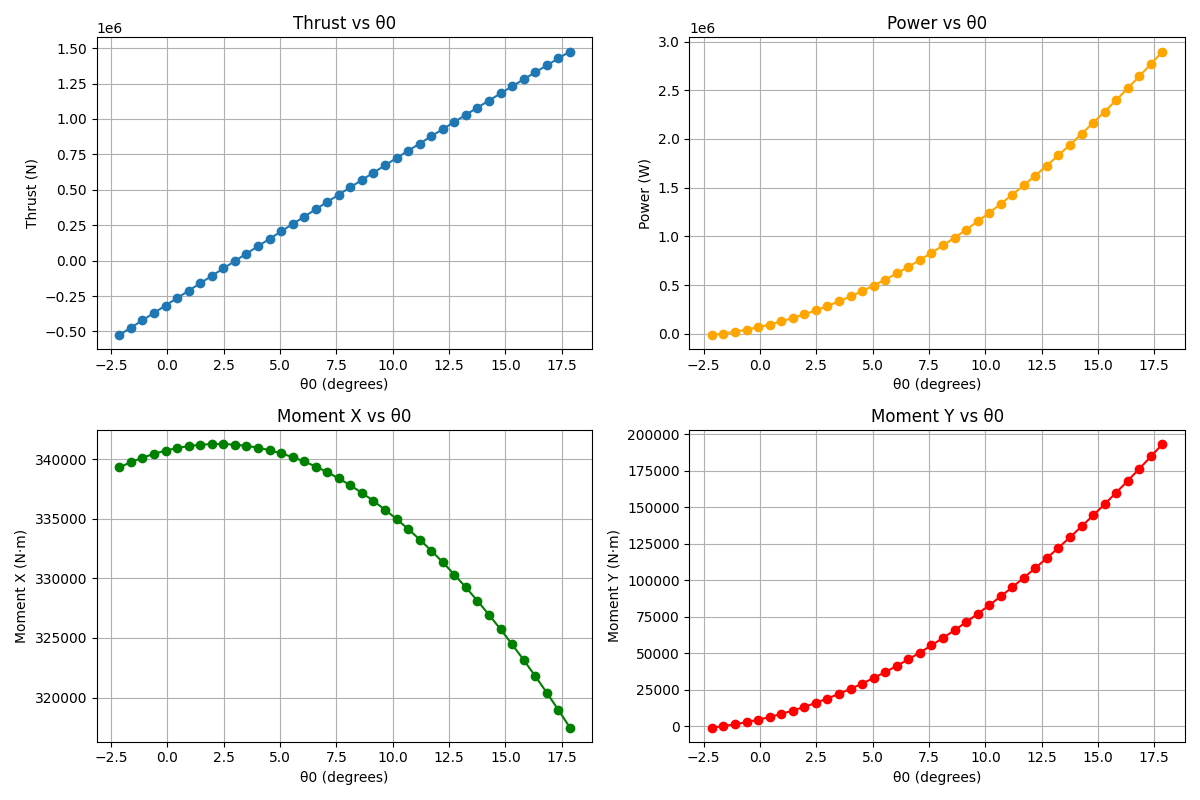 Thrust vs θ0
1e6
Thrust (N)
1.50
1.25
1.00
0.75
0.50
0.25
0.00
−0.25
−0.50
−2.5 0.0 2.5 5.0 7.5 10.0 12.5 15.0 17.5
θ0 (degrees)
Power vs θ0
1e6
Power (W)
3.0
2.5
2.0
1.5
1.0
0.5
0.0
−2.5 0.0 2.5 5.0 7.5 10.0 12.5 15.0 17.5
θ0 (degrees)
Moment X vs θ0
Moment X (N·m)
340000
335000
330000
325000
320000
−2.5 0.0 2.5 5.0 7.5 10.0 12.5 15.0 17.5
θ0 (degrees)
Moment Y vs θ0
Moment Y (N·m)
200000
175000
150000
125000
100000
75000
50000
25000
0
−2.5 0.0 2.5 5.0 7.5 10.0 12.5 15.0 17.5
θ0 (degrees)